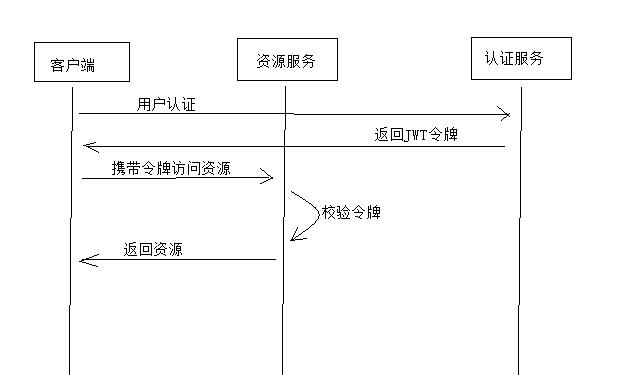 客户端
资源服务
认证服务
用户认证
返回JWT令牌
携带令牌访问资源
校验令牌
返回资源